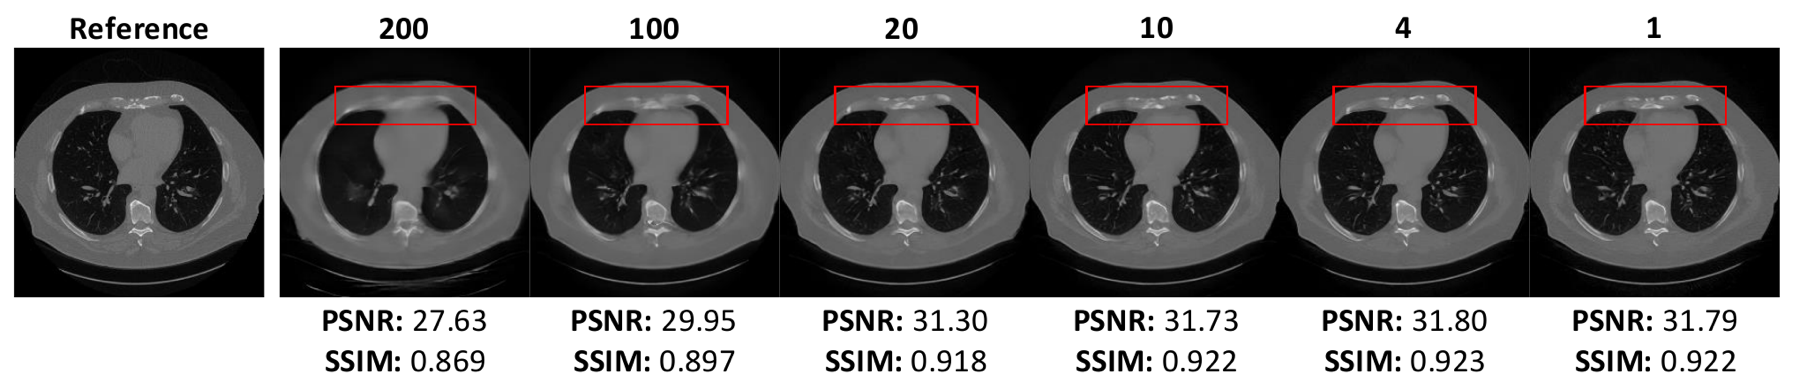 Reference 200 100 20 10 4 1
PSNR: 27.63 PSNR: 29.95 PSNR: 31.30 PSNR: 31.73 PSNR: 31.80 PSNR: 31.79
SSIM: 0.869 SSIM: 0.897 SSIM: 0.918 SSIM: 0.922 SSIM: 0.923 SSIM: 0.922